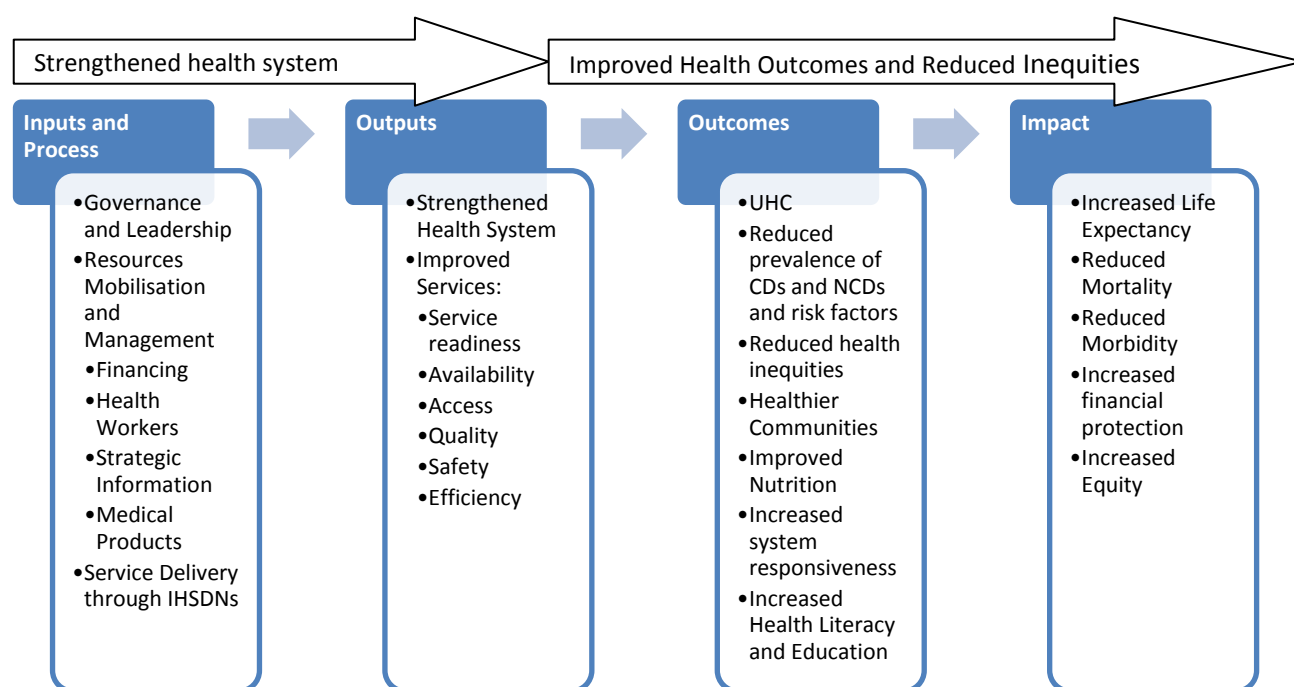 Strengthened health system
Improved Health Outcomes and Reduced Inequities
Inputs and
Process
•Governance
and Leadership
•Resources
Mobilisation
and
Management
•Financing
•Health
Workers
•Strategic
Information
•Medical
Products
•Service Delivery
through IHSDNs
Outputs
•Strengthened
Health System
•Improved
Services:
•Service
readiness
•Availability
•Access
•Quality
•Safety
•Efficiency
Outcomes
•UHC
•Reduced
prevalence of
CDs and NCDs
and risk factors
•Reduced health
inequities
•Healthier
Communities
•Improved
Nutrition
•Increased
system
responsiveness
•Increased
Health Literacy
and Education
Impact
•Increased Life
Expectancy
•Reduced
Mortality
•Reduced
Morbidity
•Increased
financial
protection
•Increased
Equity